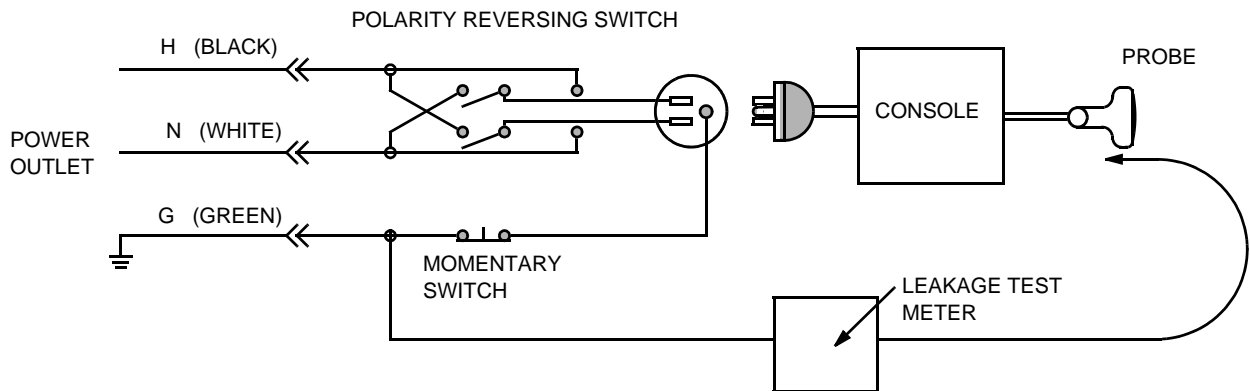 POLARITY REVERSING SWITCH
H (BLACK)
PROBE
CONSOLE
N (WHITE)
POWER
OUTLET
G (GREEN)
MOMENTARY
SWITCH
LEAKAGE TEST
METER